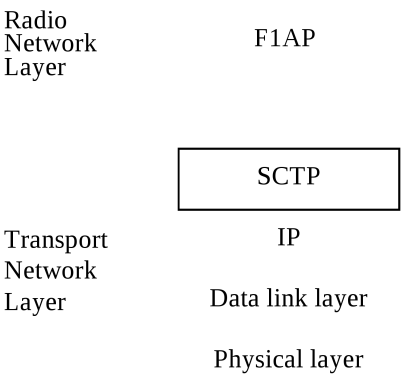 Radio
Network
Layer
F1AP
SCTP
Transport
Network
Layer
IP
Data link layer
Physical layer